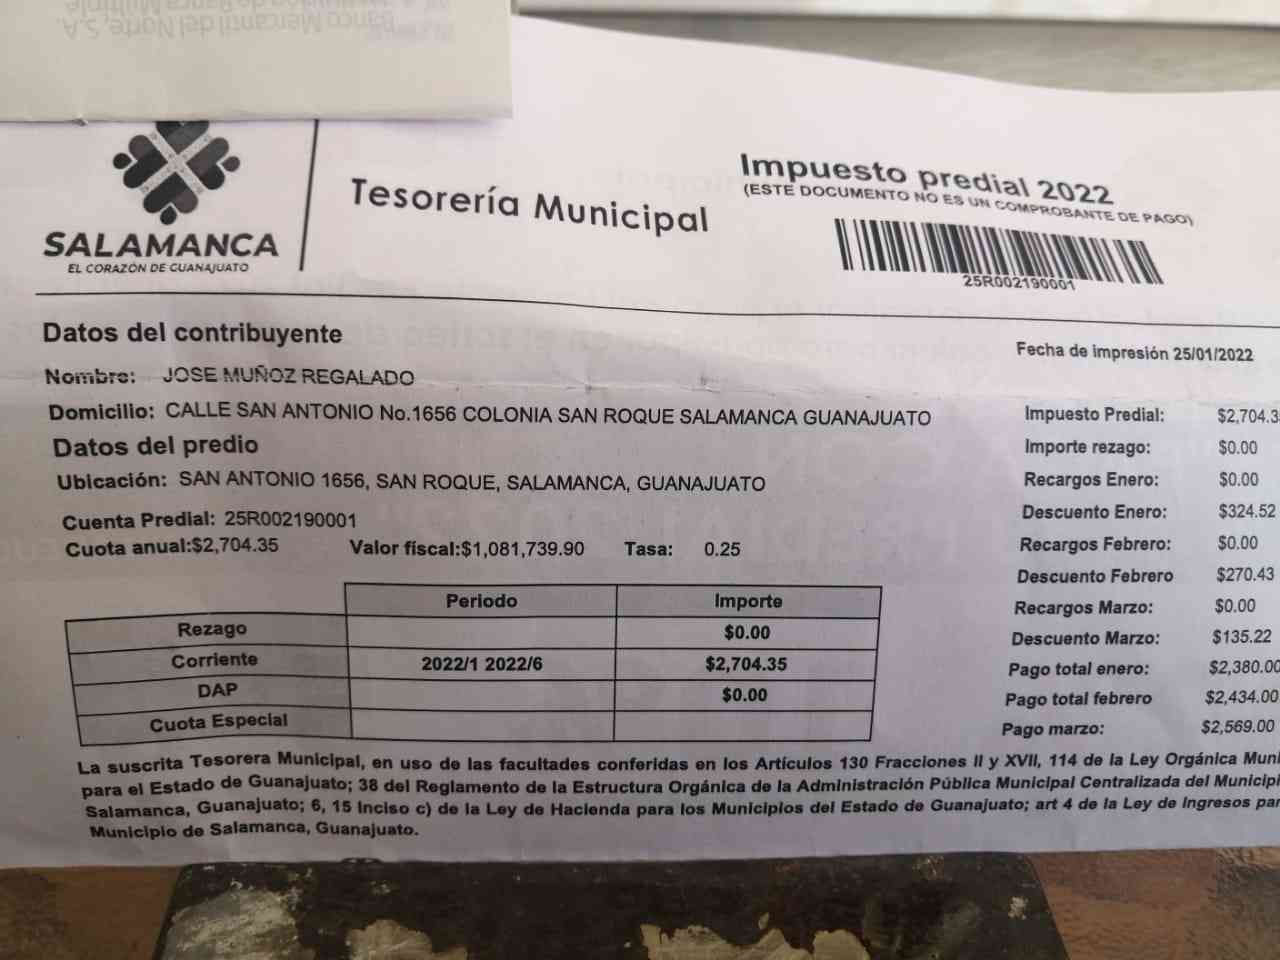 Banco Mercantil del Norte, S.A.
SALAMANCA
EL CORAZÓN DE GUANAJUATO
Tesorería Municipal
Impuesto predial 2022
(ESTE DOCUMENTO NO ES UN COMPROBANTE DE PAGO)
25R002190001
Datos del contribuyente
Fecha de impresión 25/01/2022
Nombre: JOSE MUÑOZ REGALADO
Domicilio: CALLE SAN ANTONIO No.1656 COLONIA SAN ROQUE SALAMANCA GUANAJUATO
Datos del predio
Ubicación: SAN ANTONIO 1656, SAN ROQUE, SALAMANCA, GUANAJUATO
Cuenta Predial: 25R002190001
Cuota anual:$2,704.35 Valor fiscal:$1,081,739.90 Tasa: 0.25
Periodo Importe
Rezago $0.00
Corriente 2022/1 2022/6 $2,704.35
DAP $0.00
Cuota Especial
Impuesto Predial: $2,704.3
Importe rezago: $0.00
Recargos Enero: $0.00
Descuento Enero: $324.52
Recargos Febrero: $0.00
Descuento Febrero $270.43
Recargos Marzo: $0.00
Descuento Marzo: $135.22
Pago total enero: $2,380.00
Pago total febrero $2,434.00
Pago marzo: $2,569.00
La suscrita Tesorera Municipal, en uso de las facultades conferidas en los Artículos 130 Fracciones II y XVII, 114 de la Ley Orgánica Muni
para el Estado de Guanajuato; 38 del Reglamento de la Estructura Orgánica de la Administración Pública Municipal Centralizada del Municipi
Salamanca, Guanajuato; 6, 15 Inciso c) de la Ley de Hacienda para los Municipios del Estado de Guanajuato; art 4 de la Ley de Ingresos par
Municipio de Salamanca, Guanajuato.